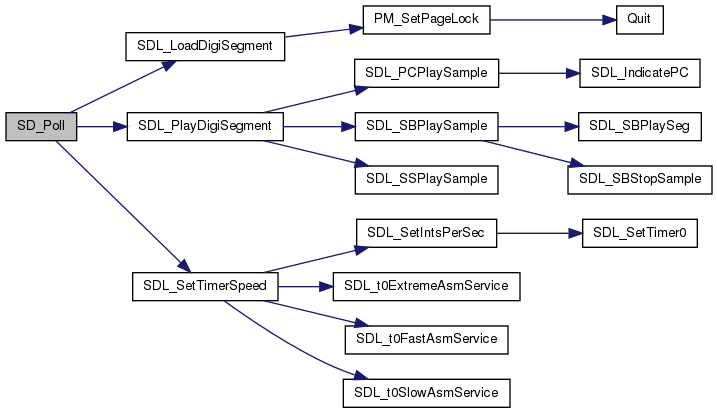 SD_Poll
SDL_LoadDigiSegment
PM_SetPageLock
Quit
SDL_PlayDigiSegment
SDL_PCPlaySample
SDL_IndicatePC
SDL_SBPlaySample
SDL_SBPlaySeg
SDL_SBStopSample
SDL_SSPlaySample
SDL_SetTimerSpeed
SDL_SetIntsPerSec
SDL_SetTimer0
SDL_t0ExtremeAsmService
SDL_t0FastAsmService
SDL_t0SlowAsmService